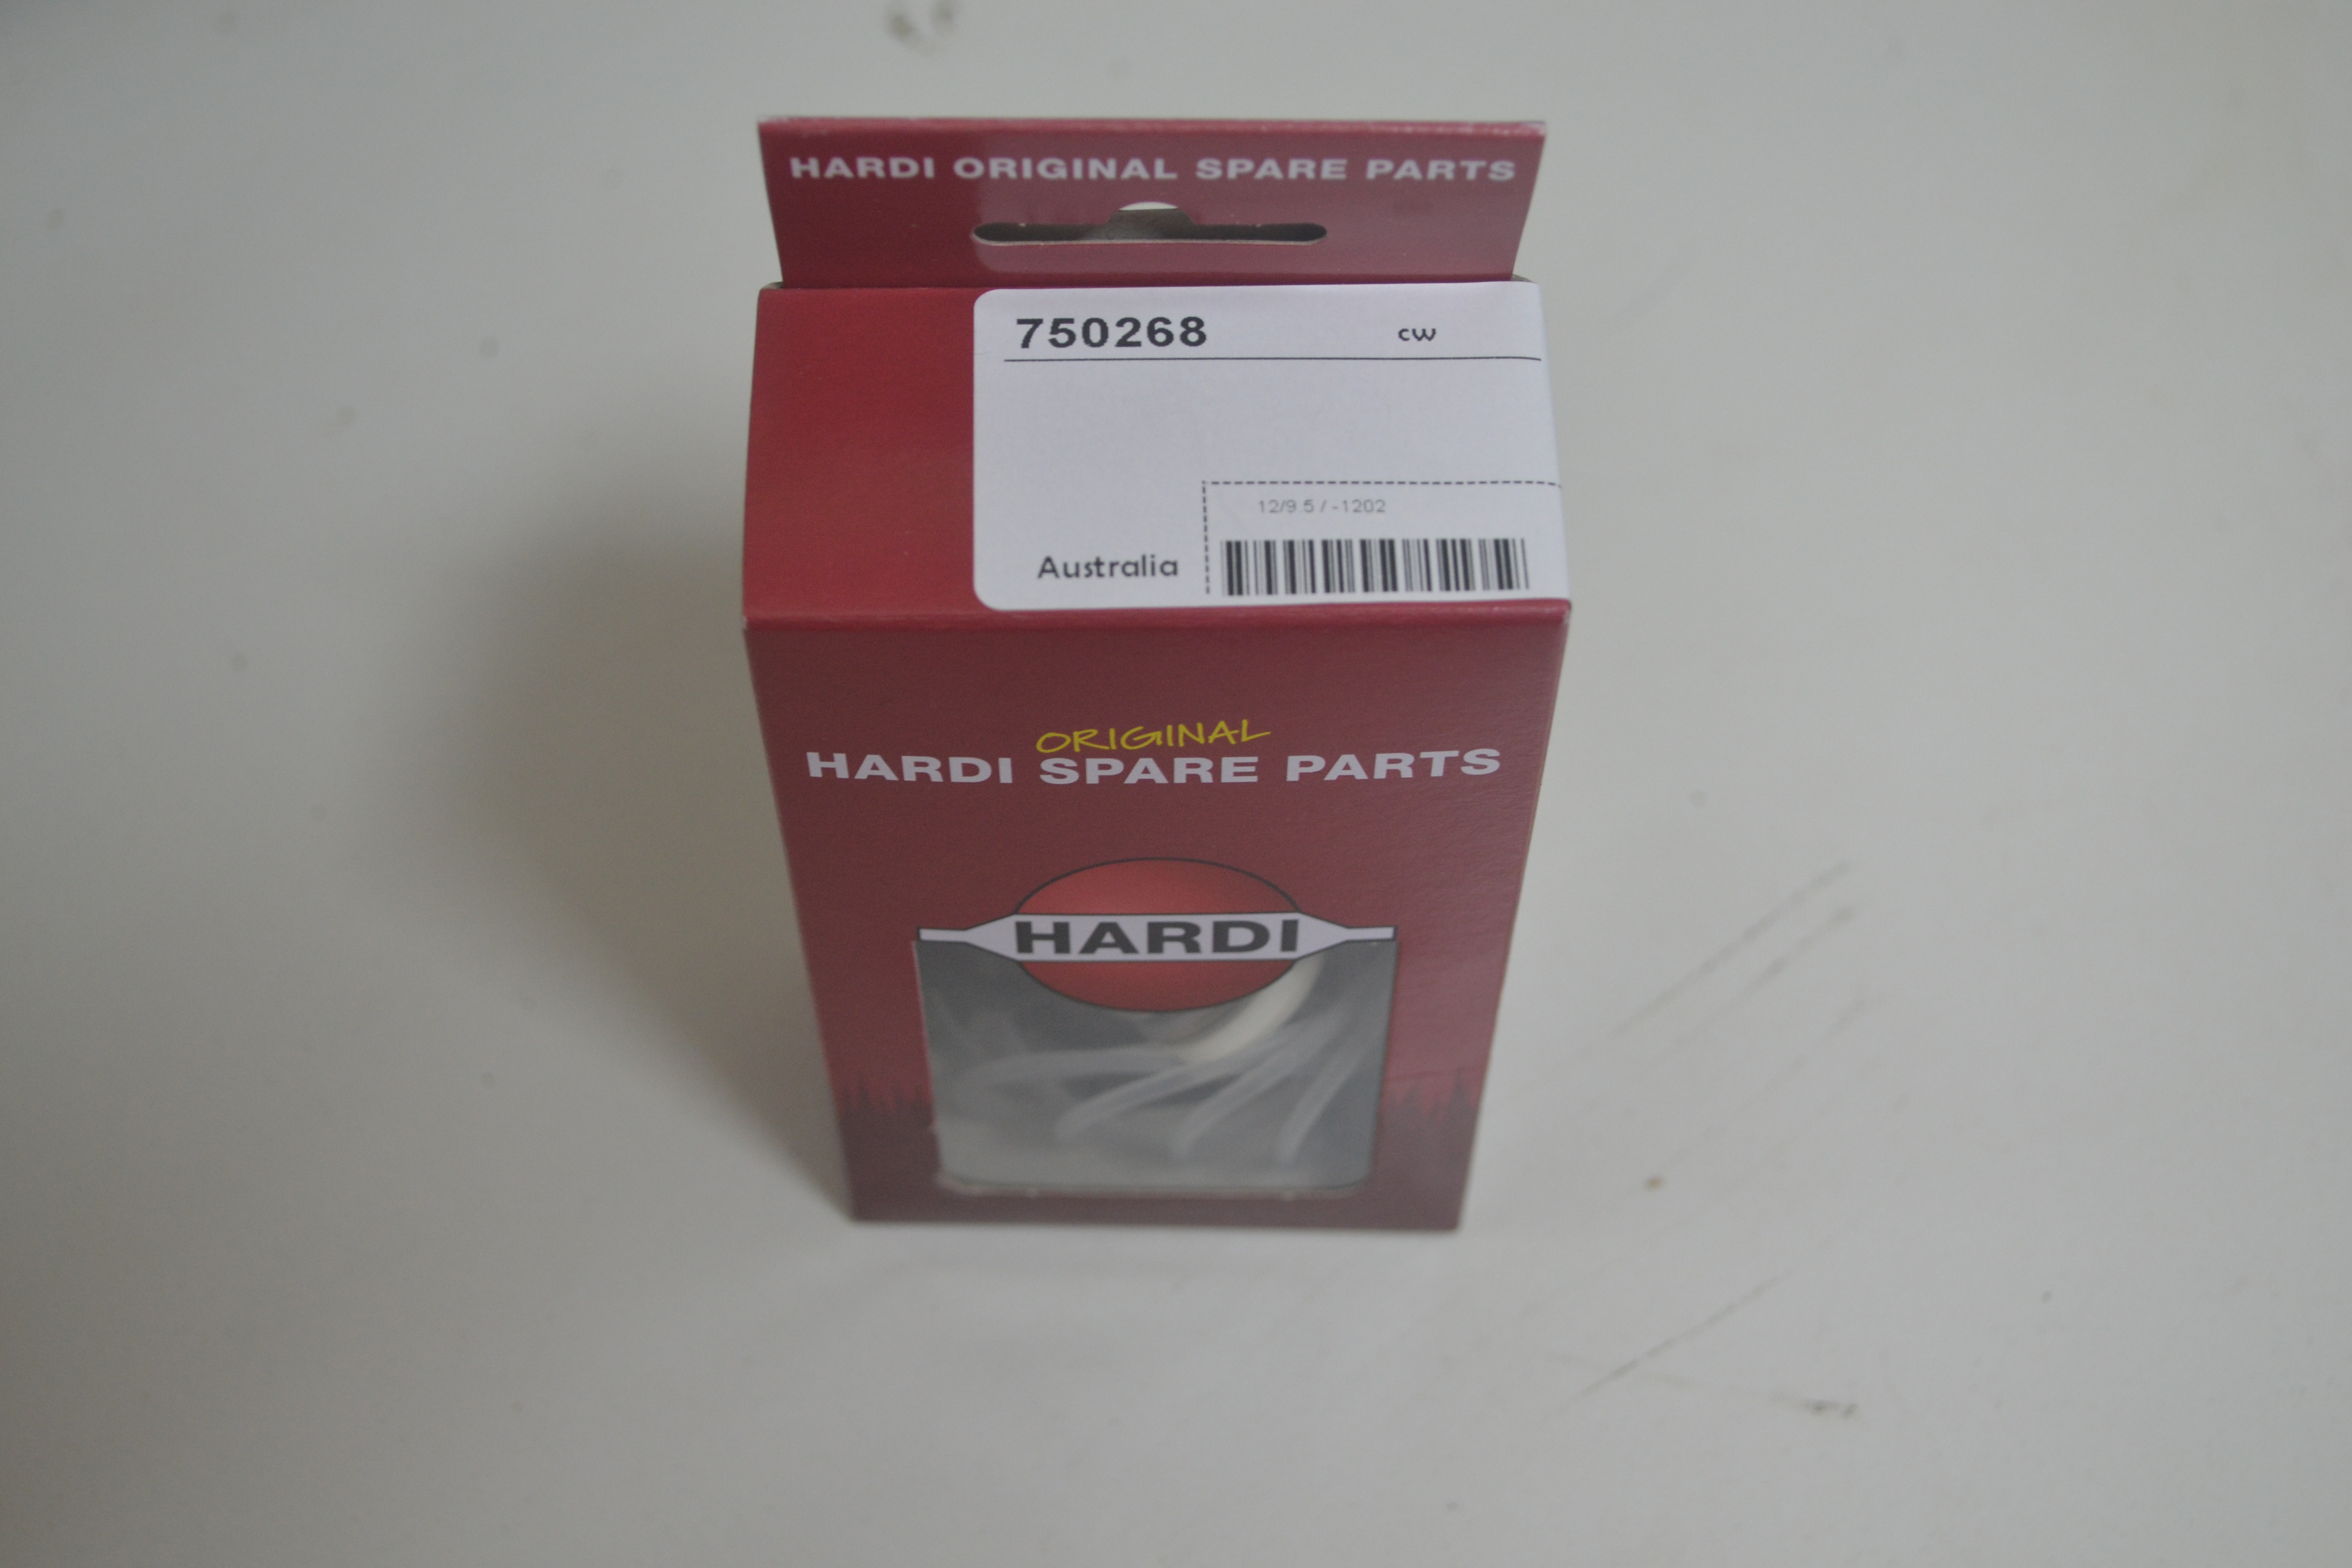 HARDI ORIGINAL SPARE PARTS
750268 cw
12/9.5 / -1202
Australia
ORIGINAL
HARDI SPARE PARTS
HARDI